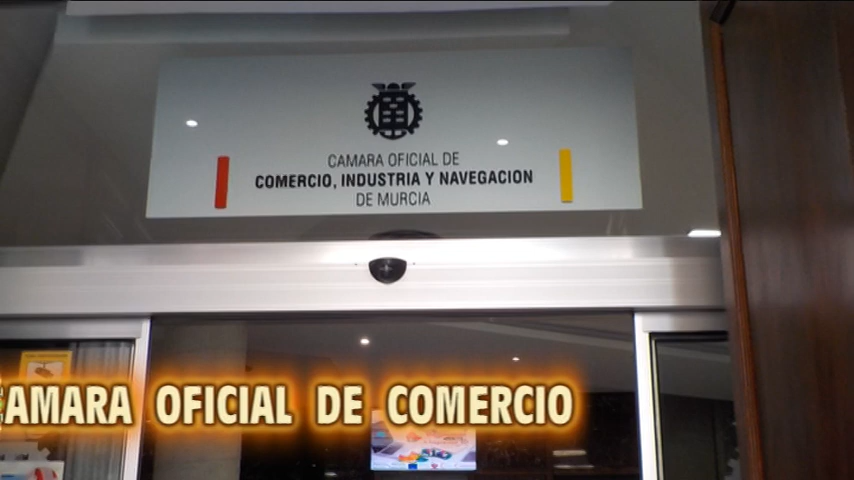 CAMARA OFICIAL DE
COMERCIO, INDUSTRIA Y NAVEGACION
DE MURCIA
CAMARA OFICIAL DE COMERCIO